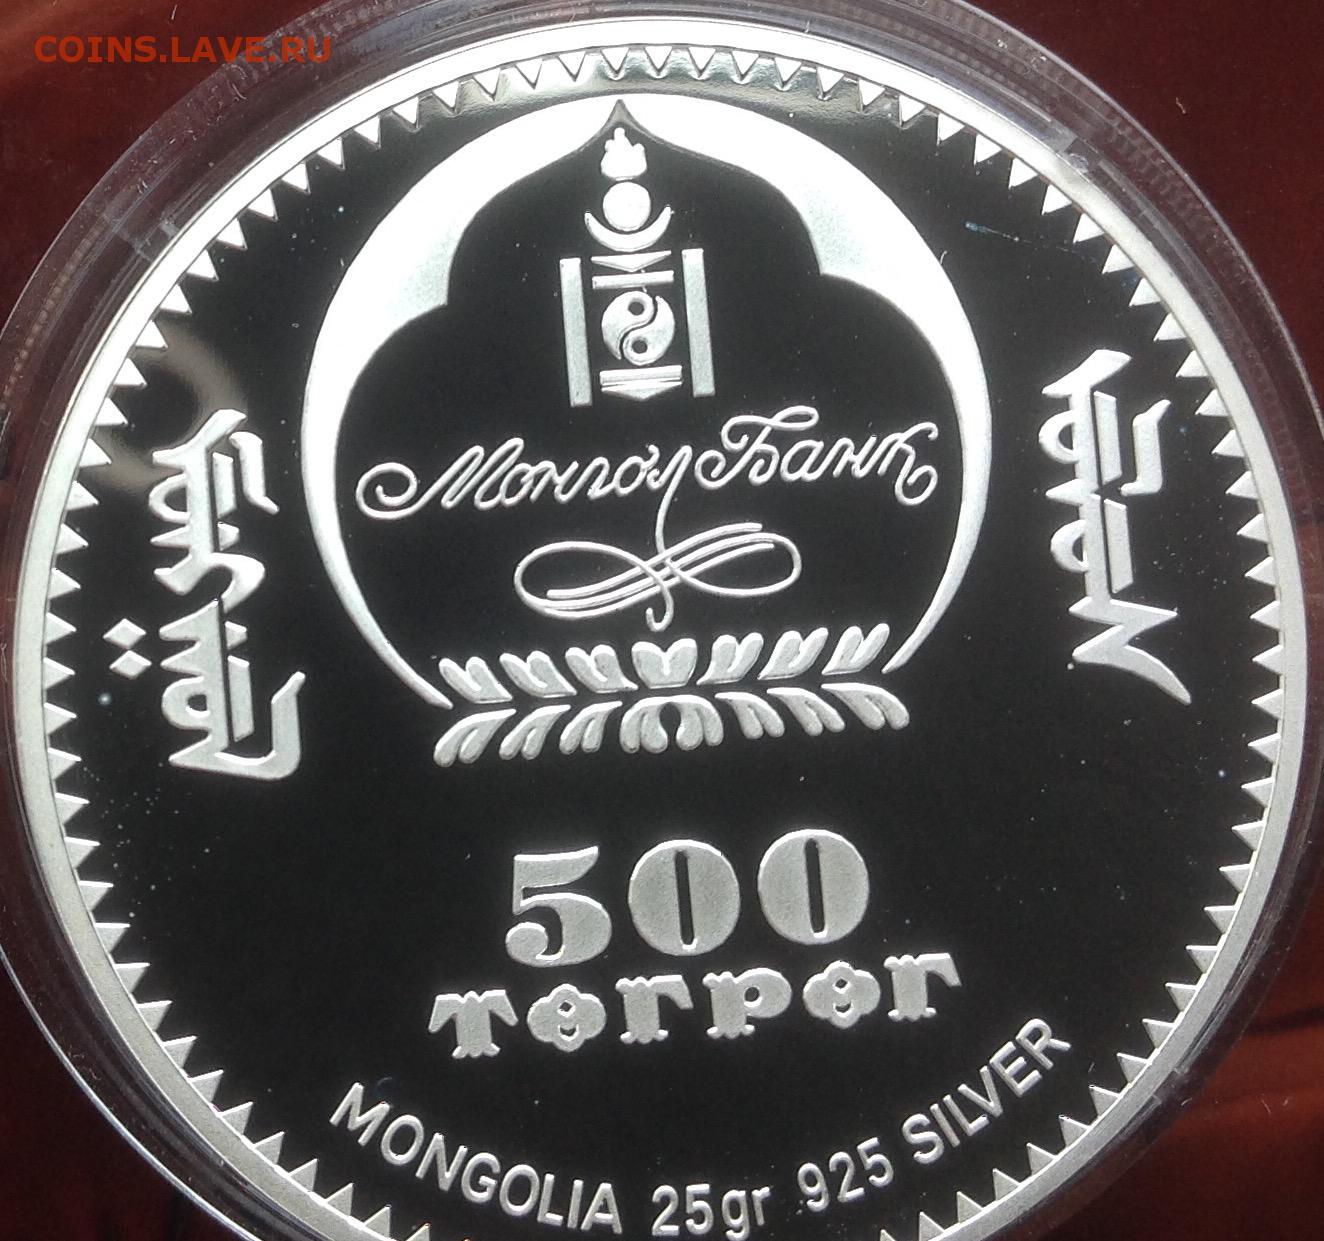 COINS.LAVE.RU
Монгол Банк
500
төгрөг
MONGOLIA 25gr .925 SILVER